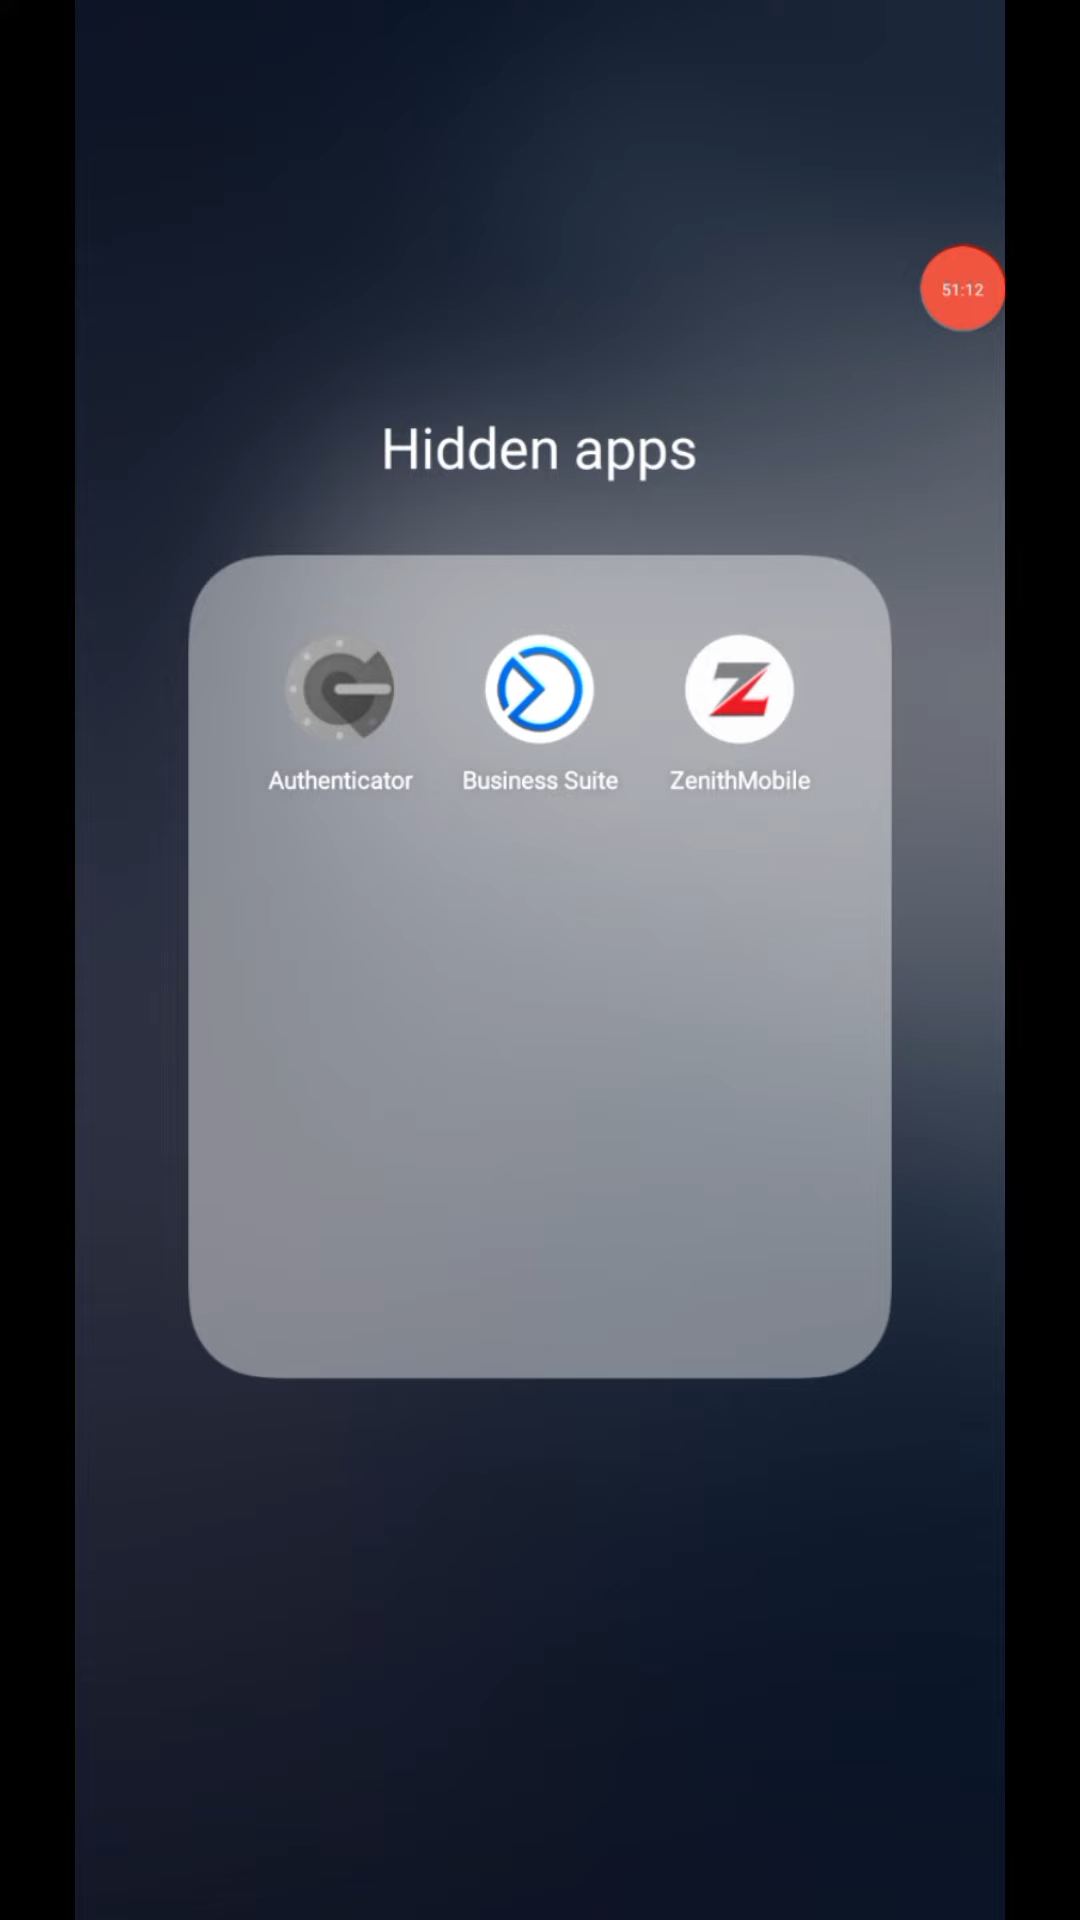 51:12
Hidden apps
Authenticator
Business Suite
ZenithMobile